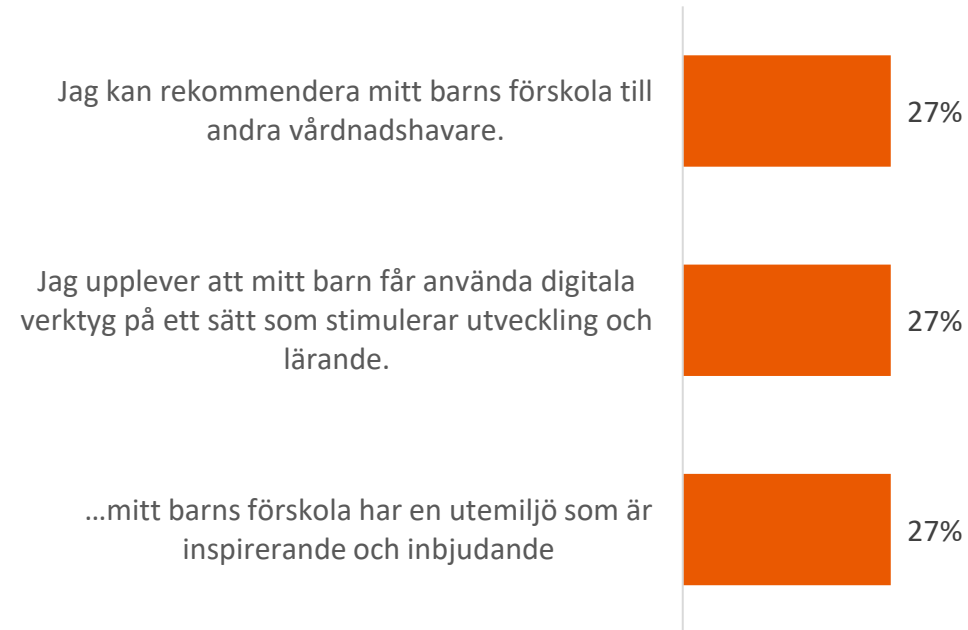 Jag kan rekommendera mitt barns förskola till
andra vårdnadshavare.
27%
Jag upplever att mitt barn får använda digitala
verktyg på ett sätt som stimulerar utveckling och
lärande.
27%
…mitt barns förskola har en utemiljö som är
inspirerande och inbjudande
27%